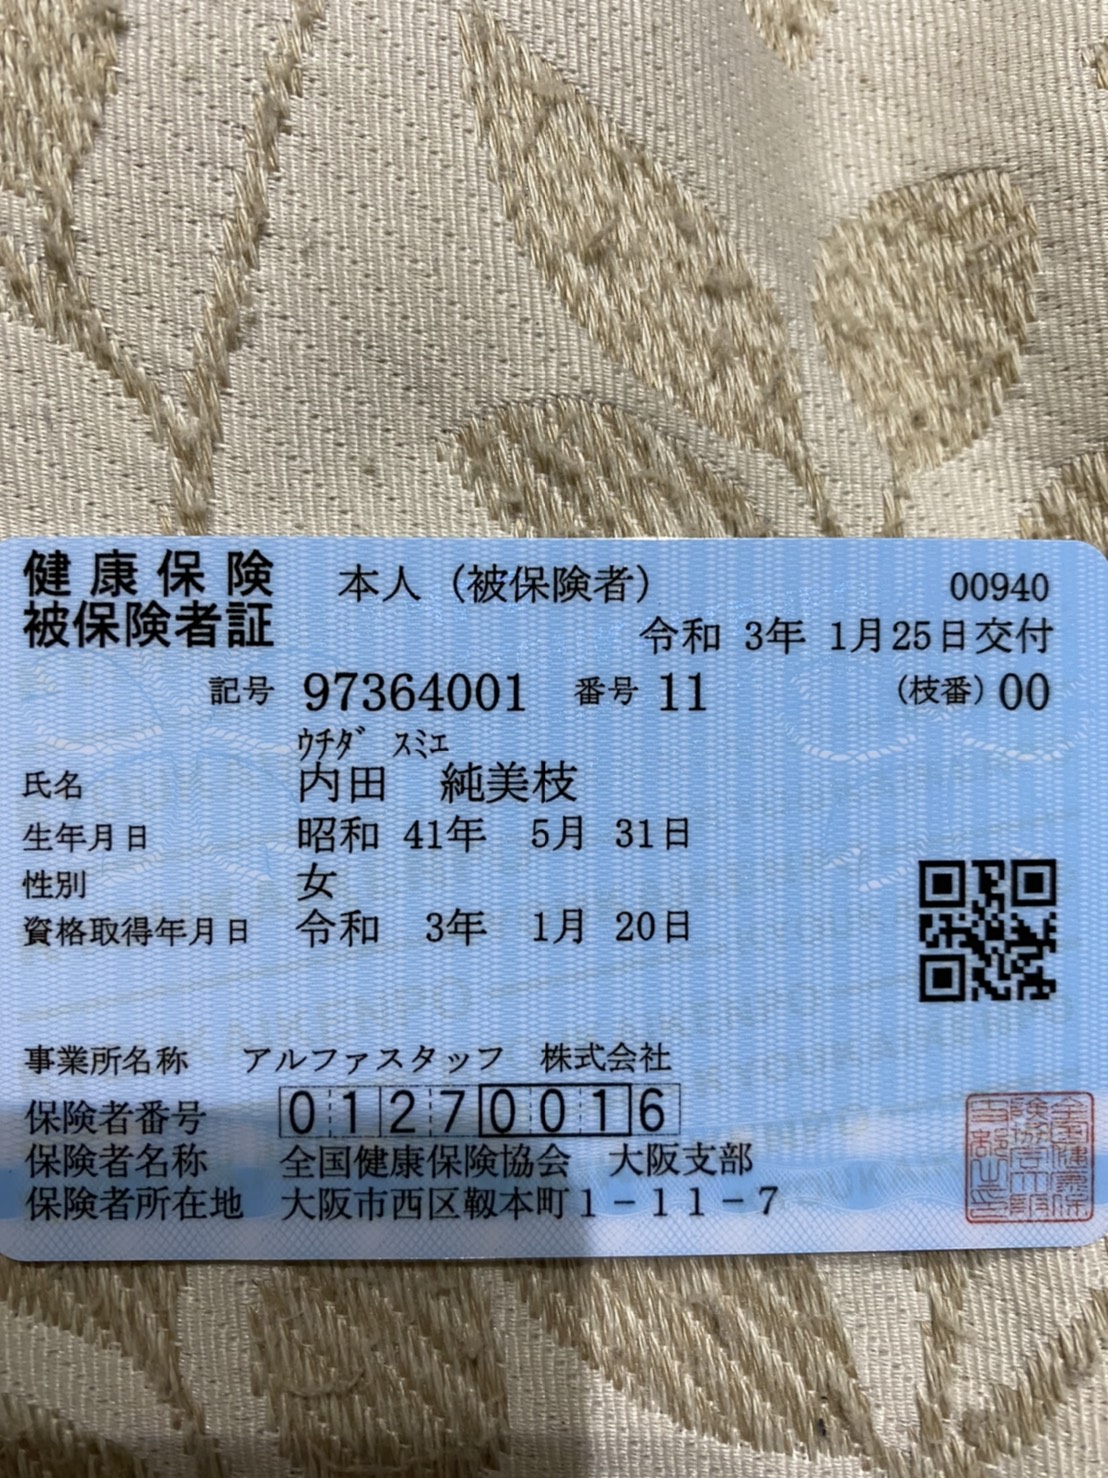 健康保険
被保険者証
本人（被保険者） 00940
令和 3年 1月25日交付
記号 97364001 番号 11 (枝番) 00
ｳﾁﾀﾞ ｽﾐｴ
氏名 内田 純美枝
生年月日 昭和 41年 5月 31日
性別 女
資格取得年月日 令和 3年 1月 20日
事業所名称 アルファスタッフ 株式会社
保険者番号 01270016
保険者名称 全国健康保険協会 大阪支部
保険者所在地 大阪市西区靱本町１－１１－７